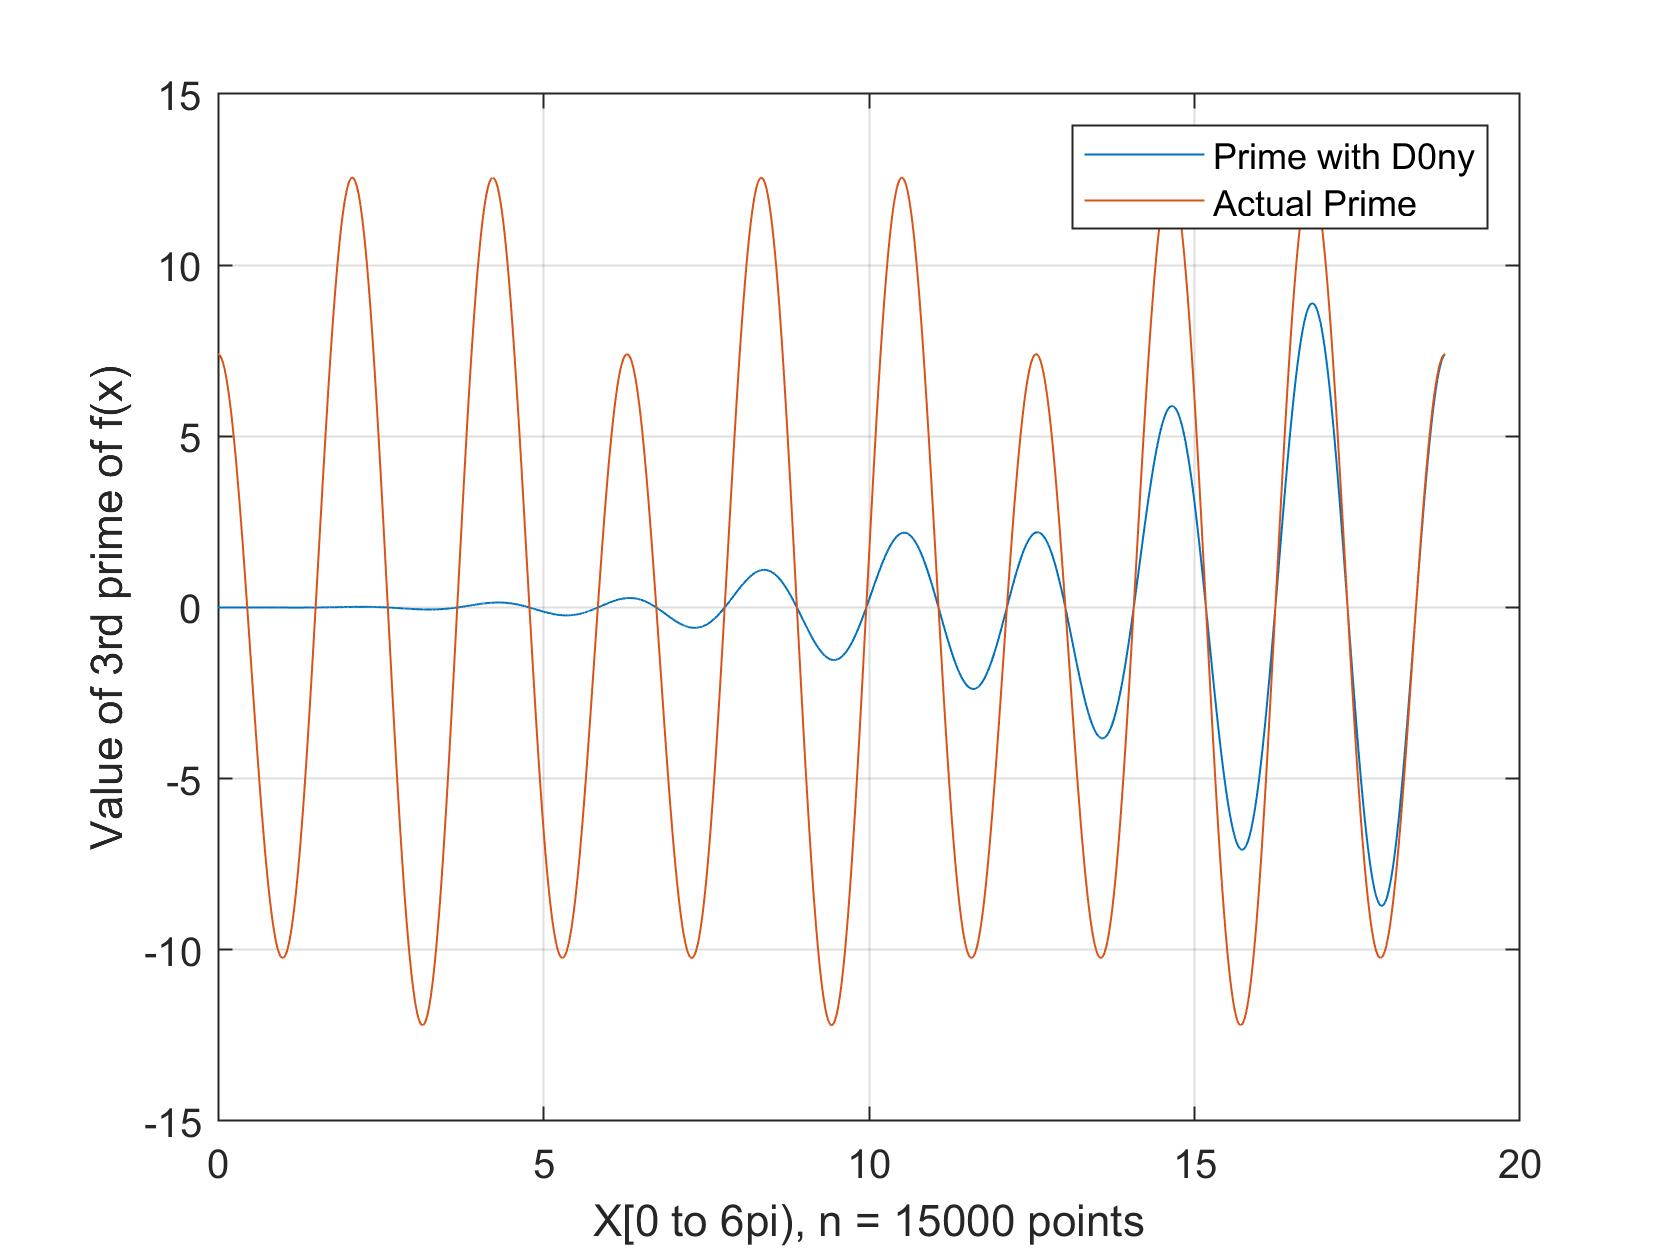 15
10
5
0
-5
-10
-15
Value of 3rd prime of f(x)
Prime with D0ny
Actual Prime
0 5 10 15 20
X[0 to 6pi), n = 15000 points